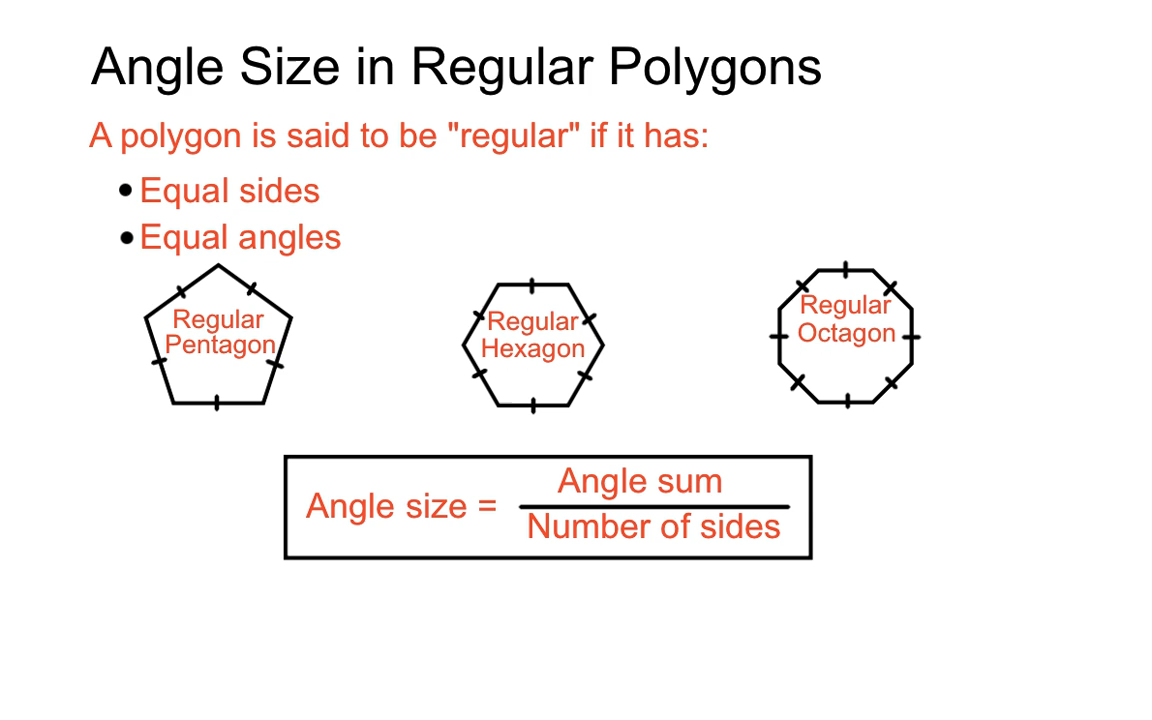 Angle Size in Regular Polygons
A polygon is said to be "regular" if it has:
• Equal sides
• Equal angles
Regular
Pentagon
Regular
Hexagon
Regular
Octagon
Angle size =
Angle sum
Number of sides